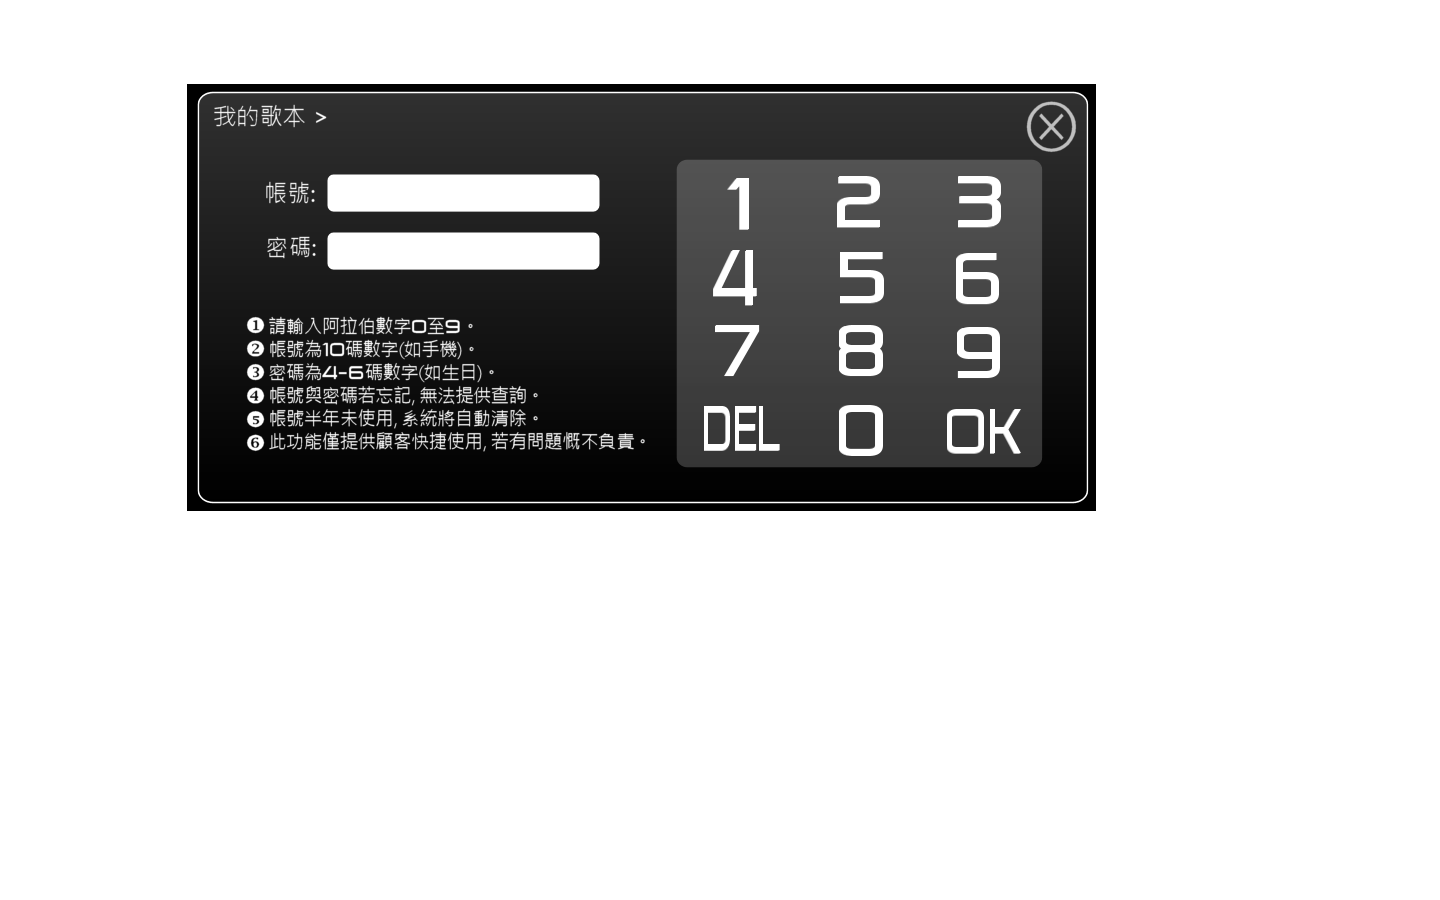 我的歌本 >
帳號:
密碼:
❶ 請輸入阿拉伯數字0至9。
❷ 帳號為10碼數字(如手機)。
❸ 密碼為4-6碼數字(如生日)。
❹ 帳號與密碼若忘記, 無法提供查詢。
❺ 帳號半年未使用, 系統將自動清除。
❻ 此功能僅提供顧客快捷使用, 若有問題慨不負責。
1 2 3
4 5 6
7 8 9
DEL 0 OK